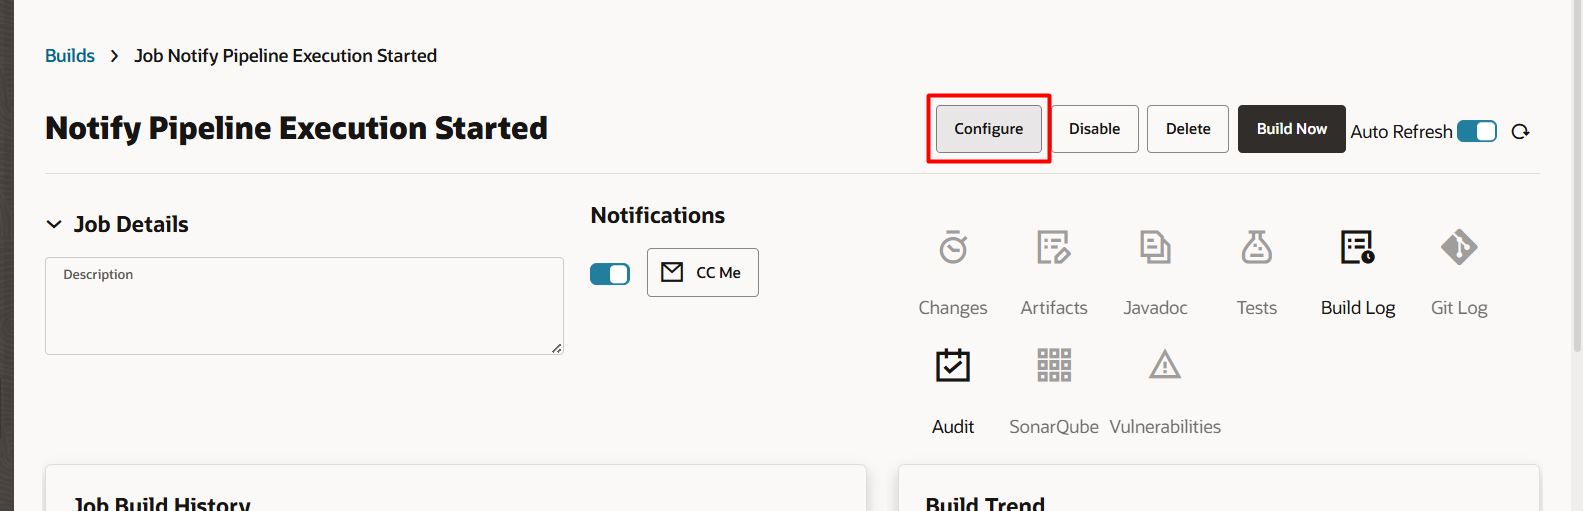 Builds > Job Notify Pipeline Execution Started
Notify Pipeline Execution Started
Configure
Disable
Delete
Build Now
Auto Refresh
Job Details
Description
Notifications
CC Me
Changes
Artifacts
Javadoc
Tests
Build Log
Git Log
Audit
SonarQube
Vulnerabilities
Job Build History
Build Trend